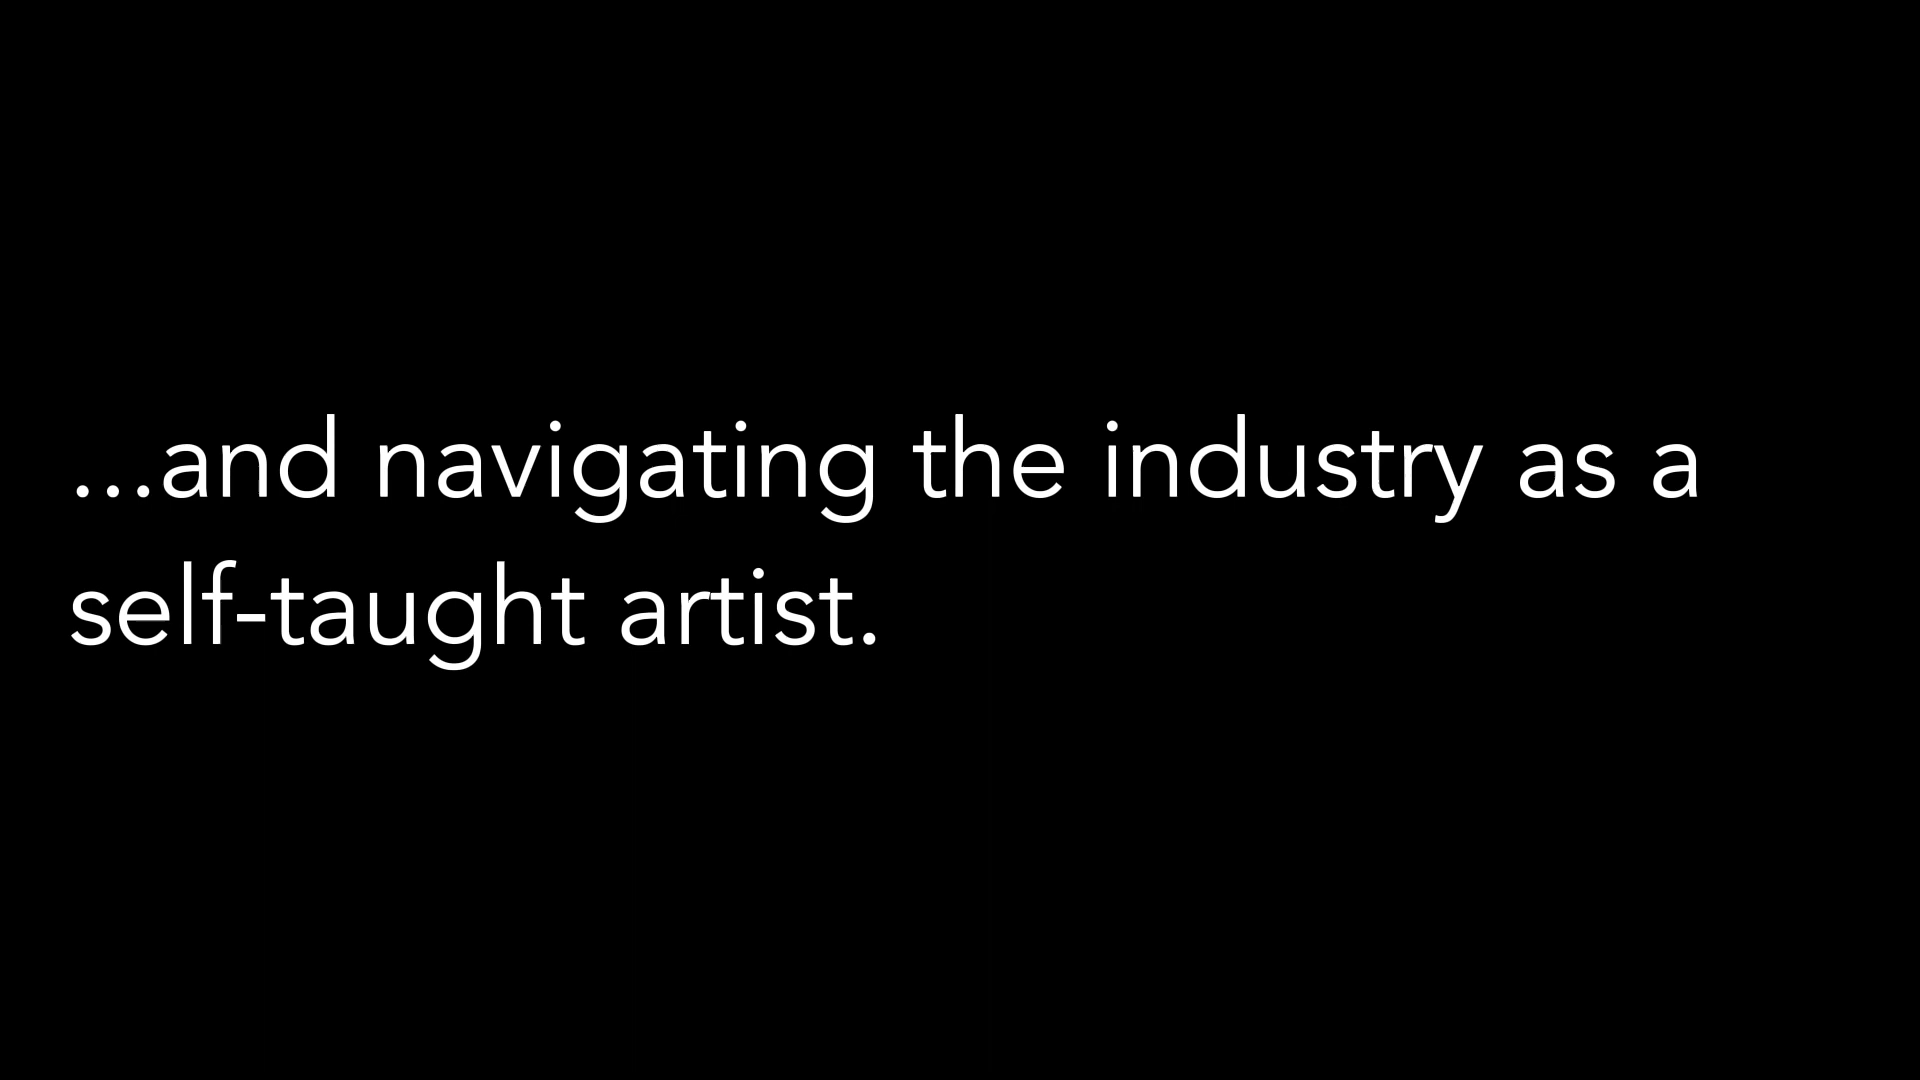 ...and navigating the industry as a
self-taught artist.